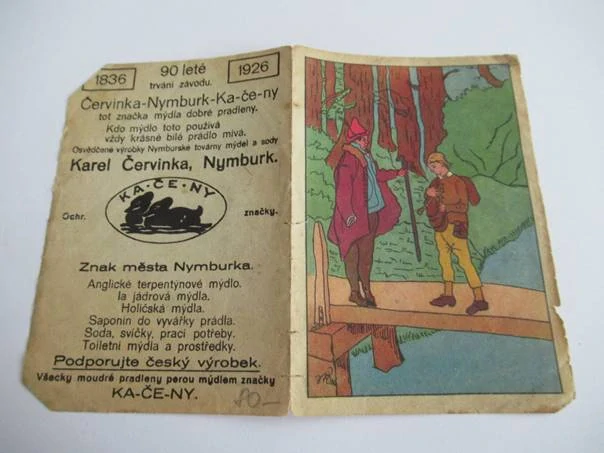 1836 90 leté 1926
trvání závodu.
Červinka-Nymburk-Ka-če-ny
tot značka mýdla dobré pradleny.
Kdo mýdlo toto používá
vždy krásné bílé prádlo mívá.
Osvědčené výrobky Nymburské továrny mýdel a sody
Karel Červinka, Nymburk.
KA-ČE-NY
Ochr. značky.
Znak města Nymburka.
Anglické terpentýnové mýdlo.
Ia jádrová mýdla.
Holičská mýdla.
Saponin do vyvářky prádla.
Soda, svíčky, prací potřeby.
Toiletní mýdla a prostředky.
Podporujte český výrobek.
Všecky moudré pradleny perou mýdlem značky
KA-ČE-NY.
80-